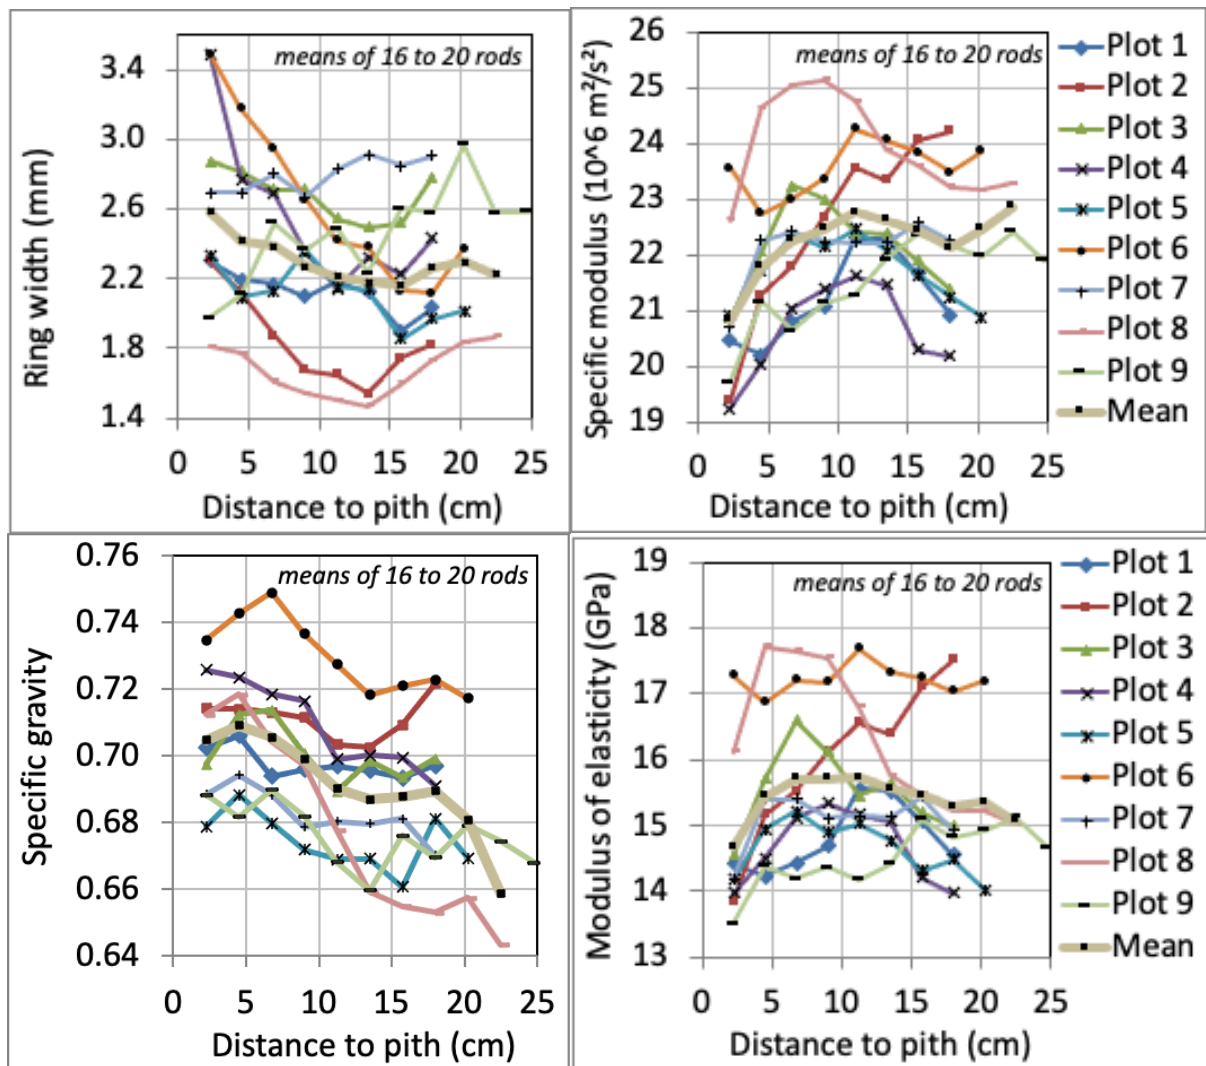 means of 16 to 20 rods
Ring width (mm)
3.4
3.0
2.6
2.2
1.8
1.4
0 5 10 15 20 25
Distance to pith (cm)
means of 16 to 20 rods
Specific modulus (10^6 m²/s²)
26
25
24
23
22
21
20
19
0 5 10 15 20 25
Distance to pith (cm)
Plot 1
Plot 2
Plot 3
Plot 4
Plot 5
Plot 6
Plot 7
Plot 8
Plot 9
Mean
means of 16 to 20 rods
Specific gravity
0.76
0.74
0.72
0.70
0.68
0.66
0.64
0 5 10 15 20 25
Distance to pith (cm)
means of 16 to 20 rods
Modulus of elasticity (GPa)
19
18
17
16
15
14
13
0 5 10 15 20 25
Distance to pith (cm)
Plot 1
Plot 2
Plot 3
Plot 4
Plot 5
Plot 6
Plot 7
Plot 8
Plot 9
Mean